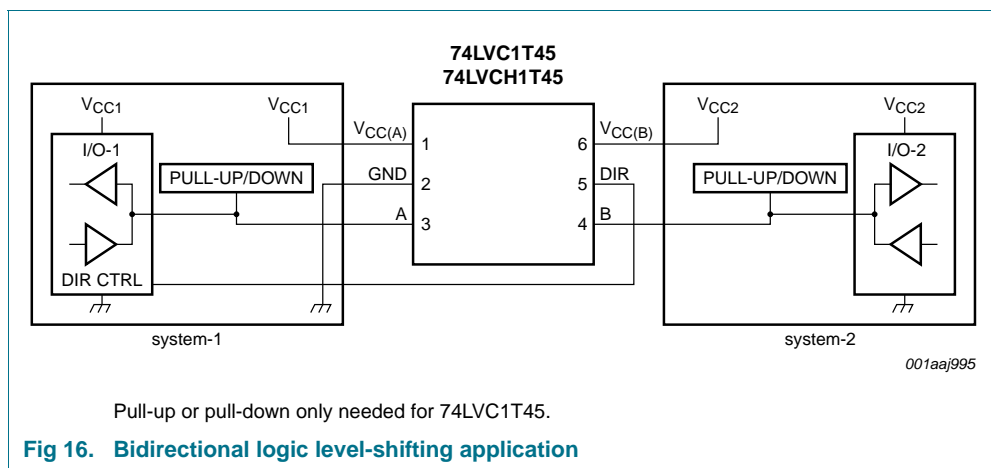 74LVC1T45
74LVCH1T45
VCC1
VCC1
VCC(A)
1
6
VCC(B)
VCC2
VCC2
I/O-1
PULL-UP/DOWN
GND
2
5
DIR
PULL-UP/DOWN
I/O-2
A
3
4
B
DIR CTRL
system-1
system-2
001aaj995
Pull-up or pull-down only needed for 74LVC1T45.
Fig 16. Bidirectional logic level-shifting application